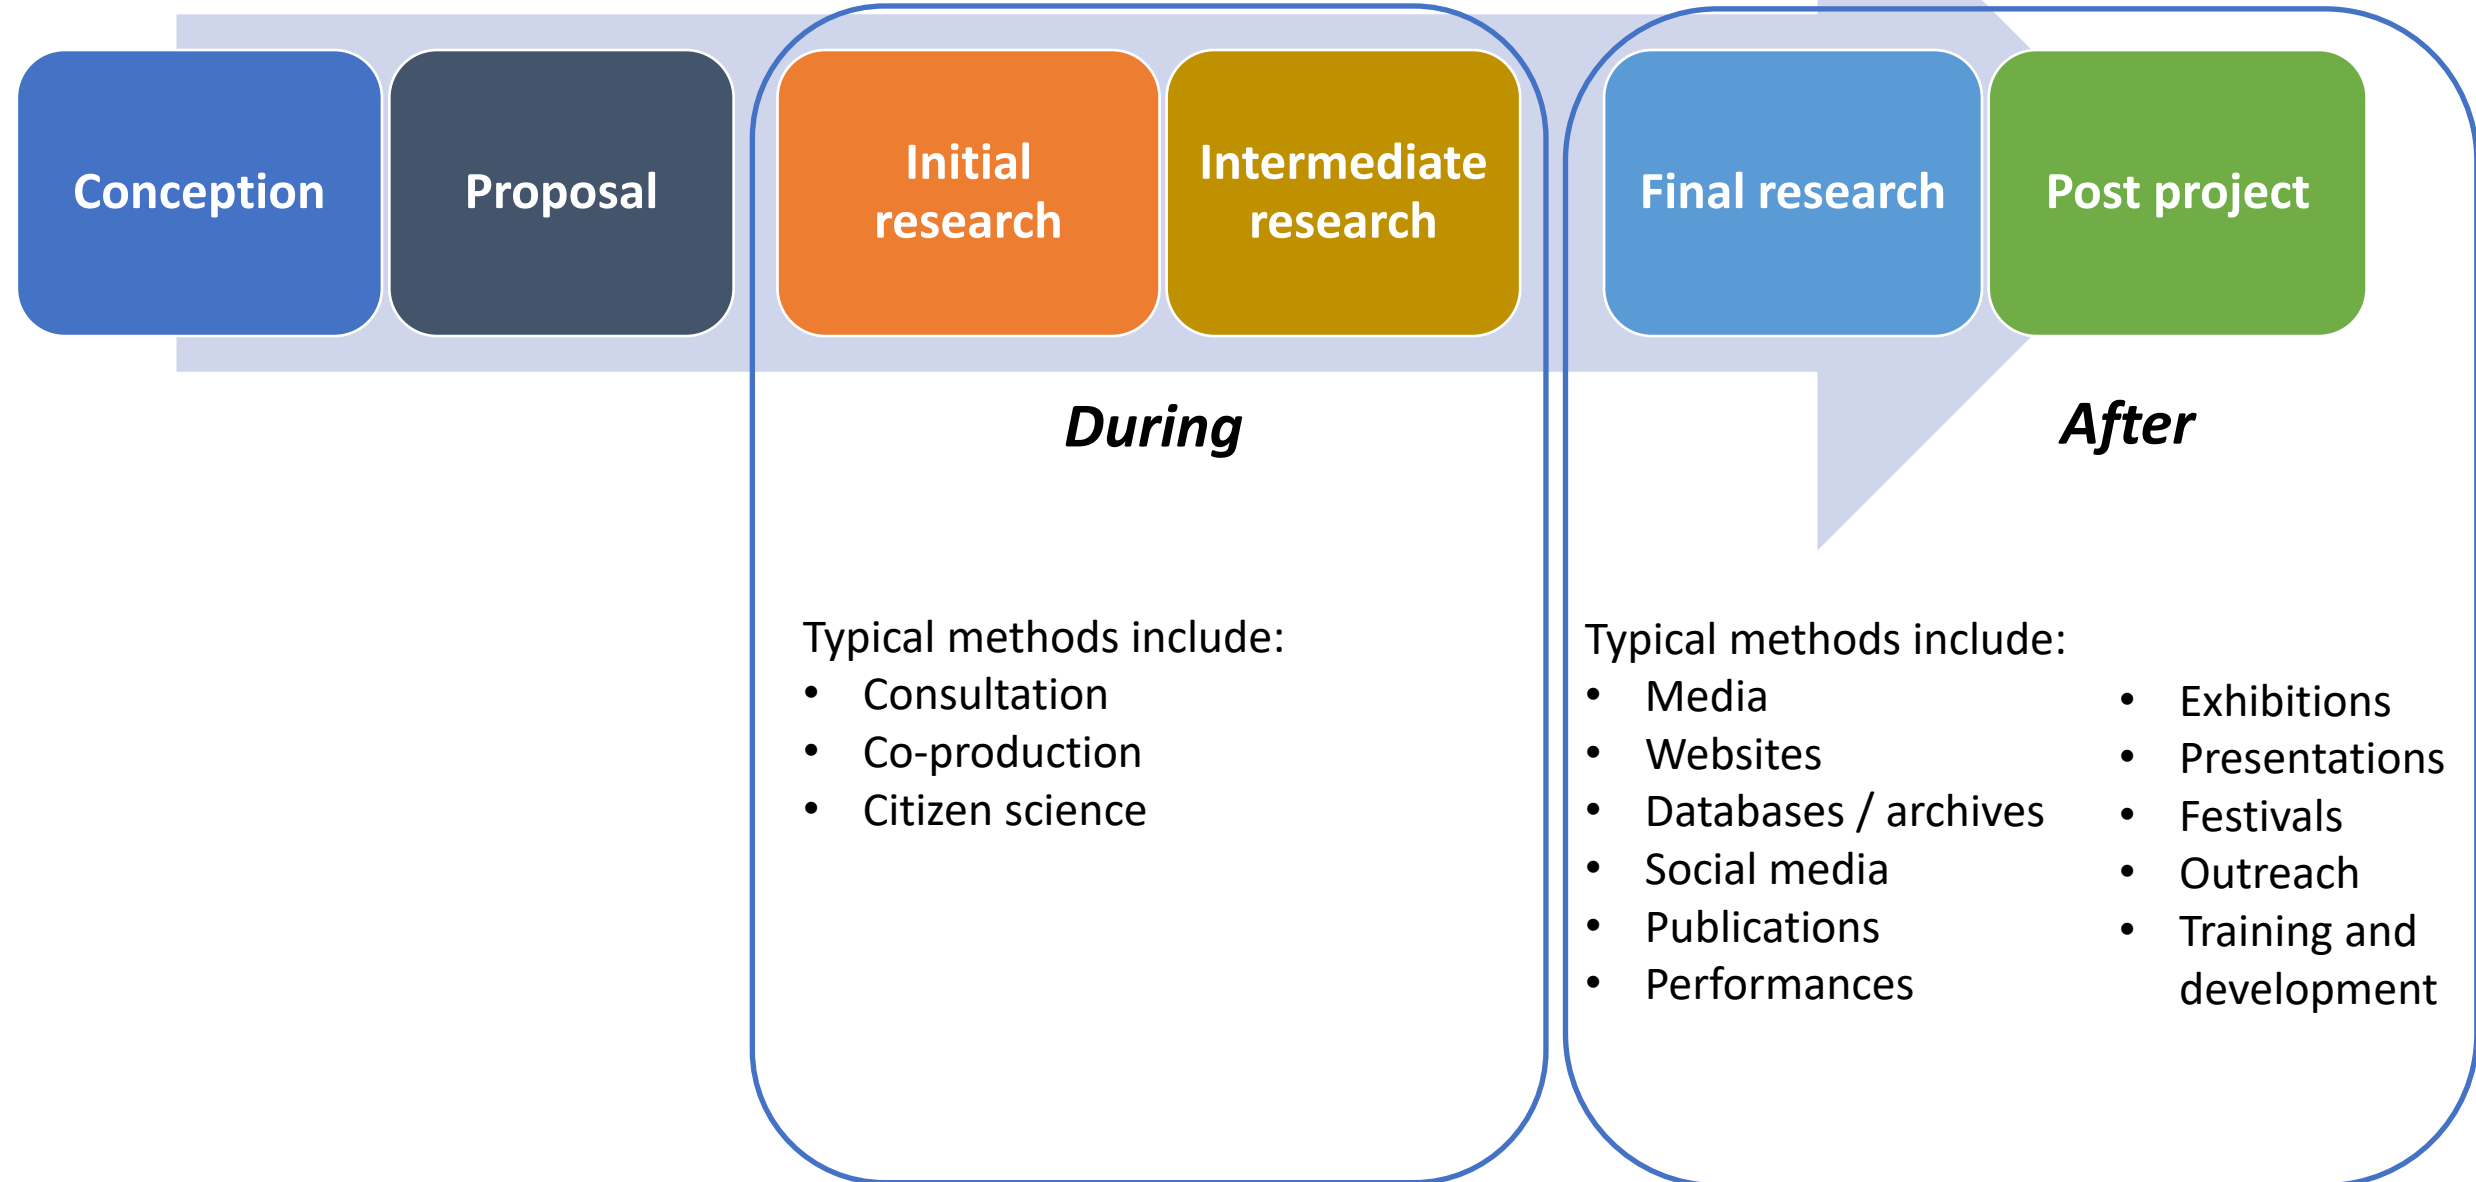 Conception
Proposal
Initial
research
Intermediate
research
Final research
Post project
During
After
Typical methods include:
• Consultation
• Co-production
• Citizen science
Typical methods include:
• Media
• Websites
• Databases / archives
• Social media
• Publications
• Performances
• Exhibitions
• Presentations
• Festivals
• Outreach
• Training and
development